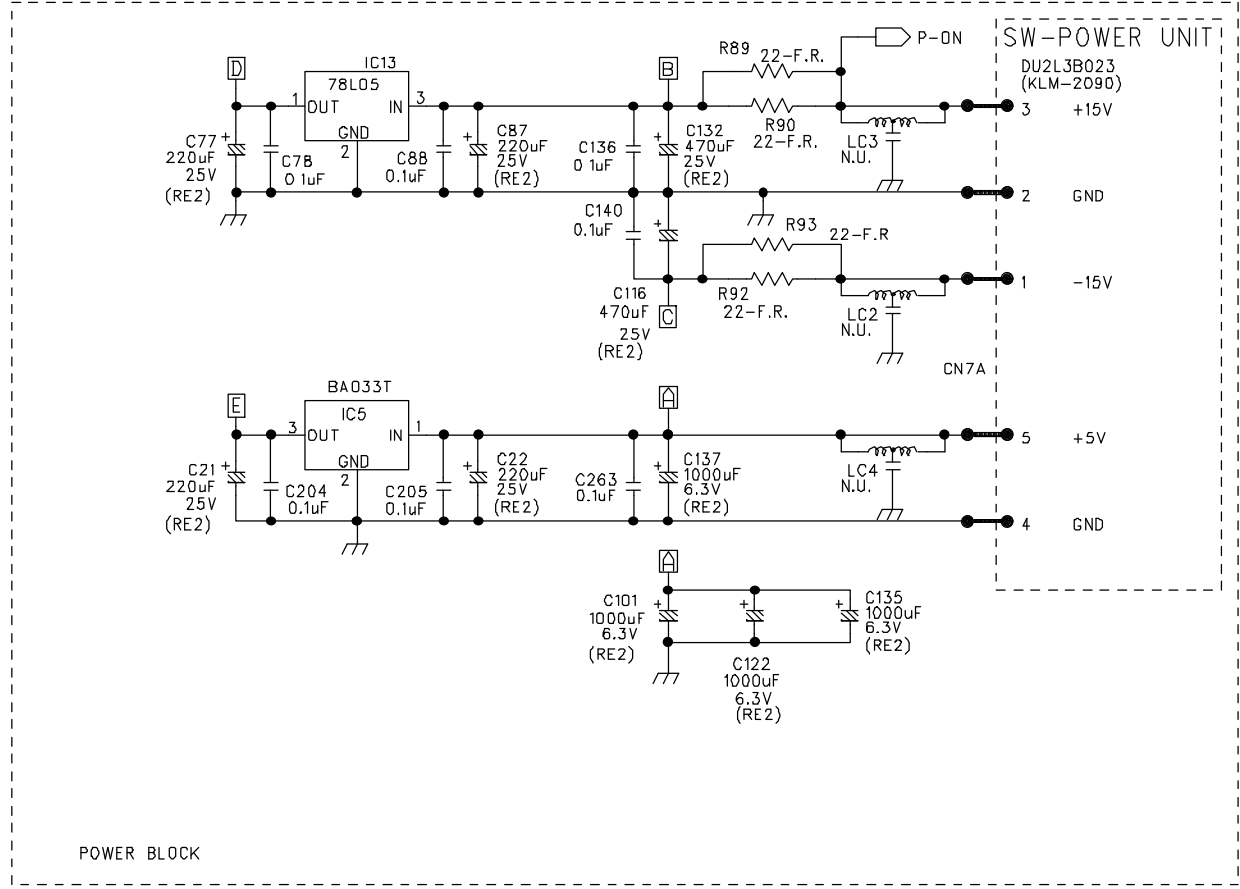 P-ON
SW-POWER UNIT
DU2L3B023
(KLM-2090)
R89
22-F.R.
D
IC13
78L05
1
OUT
IN
3
GND
2
B
R90
22-F.R.
LC3
N.U.
3
+15V
C77
+
220uF
25V
(RE2)
C78
0.1uF
C88
0.1uF
+
C87
220uF
25V
(RE2)
C136
0.1uF
+
C132
470uF
25V
(RE2)
2
GND
C140
0.1uF
R93
22-F.R
R92
22-F.R.
1
-15V
LC2
N.U.
C116
470uF
25V
(RE2)
C
CN7A
E
BA033T
IC5
3
OUT
IN
1
GND
2
A
5
+5V
C21
+
220uF
25V
(RE2)
C204
0.1uF
C205
0.1uF
+
C22
220uF
25V
(RE2)
C263
0.1uF
+
C137
1000uF
6.3V
(RE2)
LC4
N.U.
4
GND
A
C101
+
1000uF
6.3V
(RE2)
+
C122
1000uF
6.3V
(RE2)
+
C135
1000uF
6.3V
(RE2)
POWER BLOCK